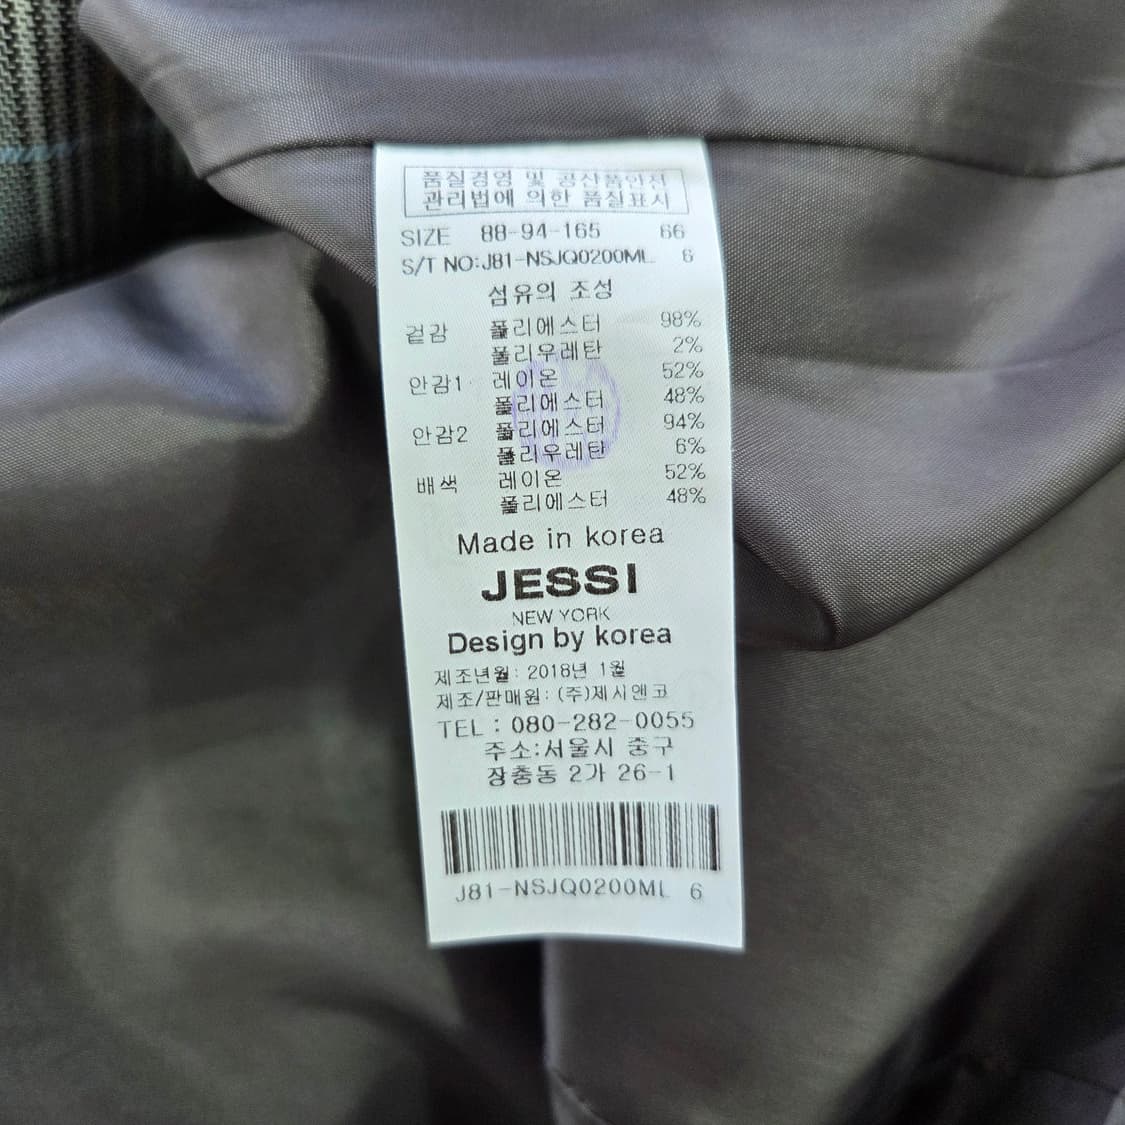 품질경영 및 공산품안전
관리법에 의한 품질표시
SIZE 88-94-165 66
S/T NO:J81-NSJQ0200ML 6
섬유의 조성
겉감 폴리에스터 98%
폴리우레탄 2%
안감1 레이온 52%
폴리에스터 48%
안감2 폴리에스터 94%
폴리우레탄 6%
배색 레이온 52%
폴리에스터 48%
Made in korea
JESSI
NEW YORK
Design by korea
제조년월: 2018년 1월
제조/판매원: (주)제시앤코
TEL : 080-282-0055
주소:서울시 중구
장충동 2가 26-1
J81-NSJQ0200ML 6